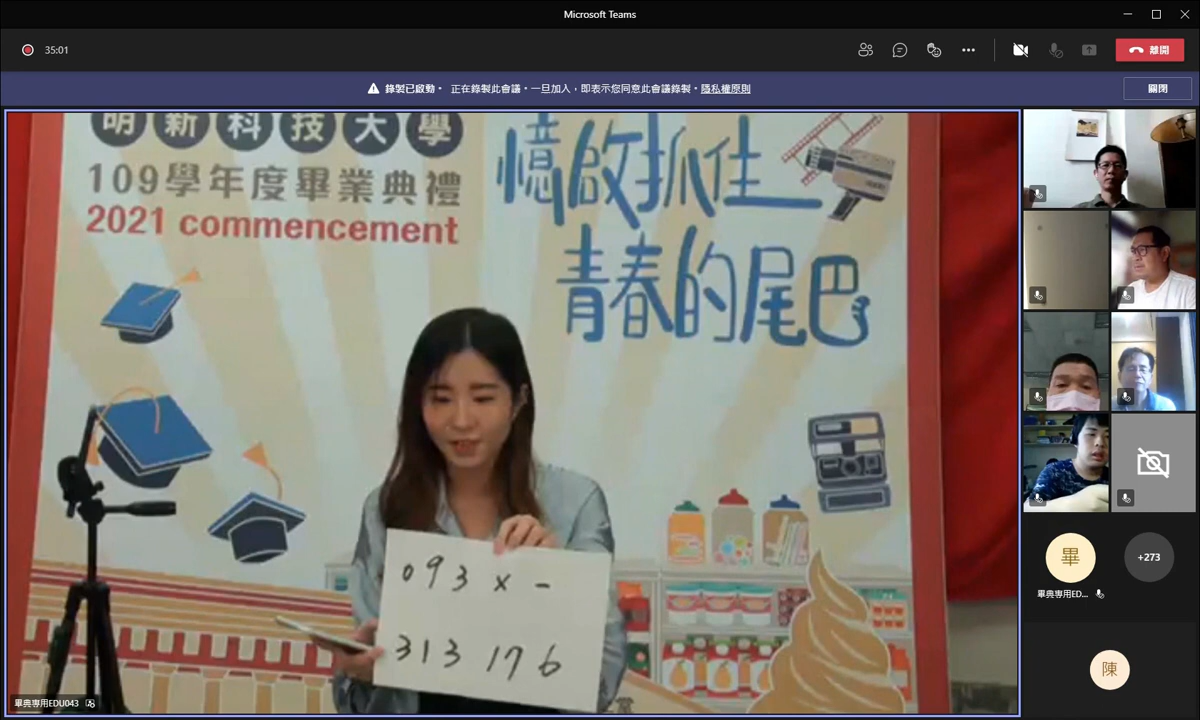 Microsoft Teams
35:01
離開
錄製已啟動。 正在錄製此會議。一旦加入，即表示您同意此會議錄製。隱私權原則
關閉
明新科技大學
109學年度畢業典禮
2021 commencement
憶啟抓住
青春的尾巴
093x-
313176
畢典專用EDU043
畢
畢典專用ED...
+273
陳